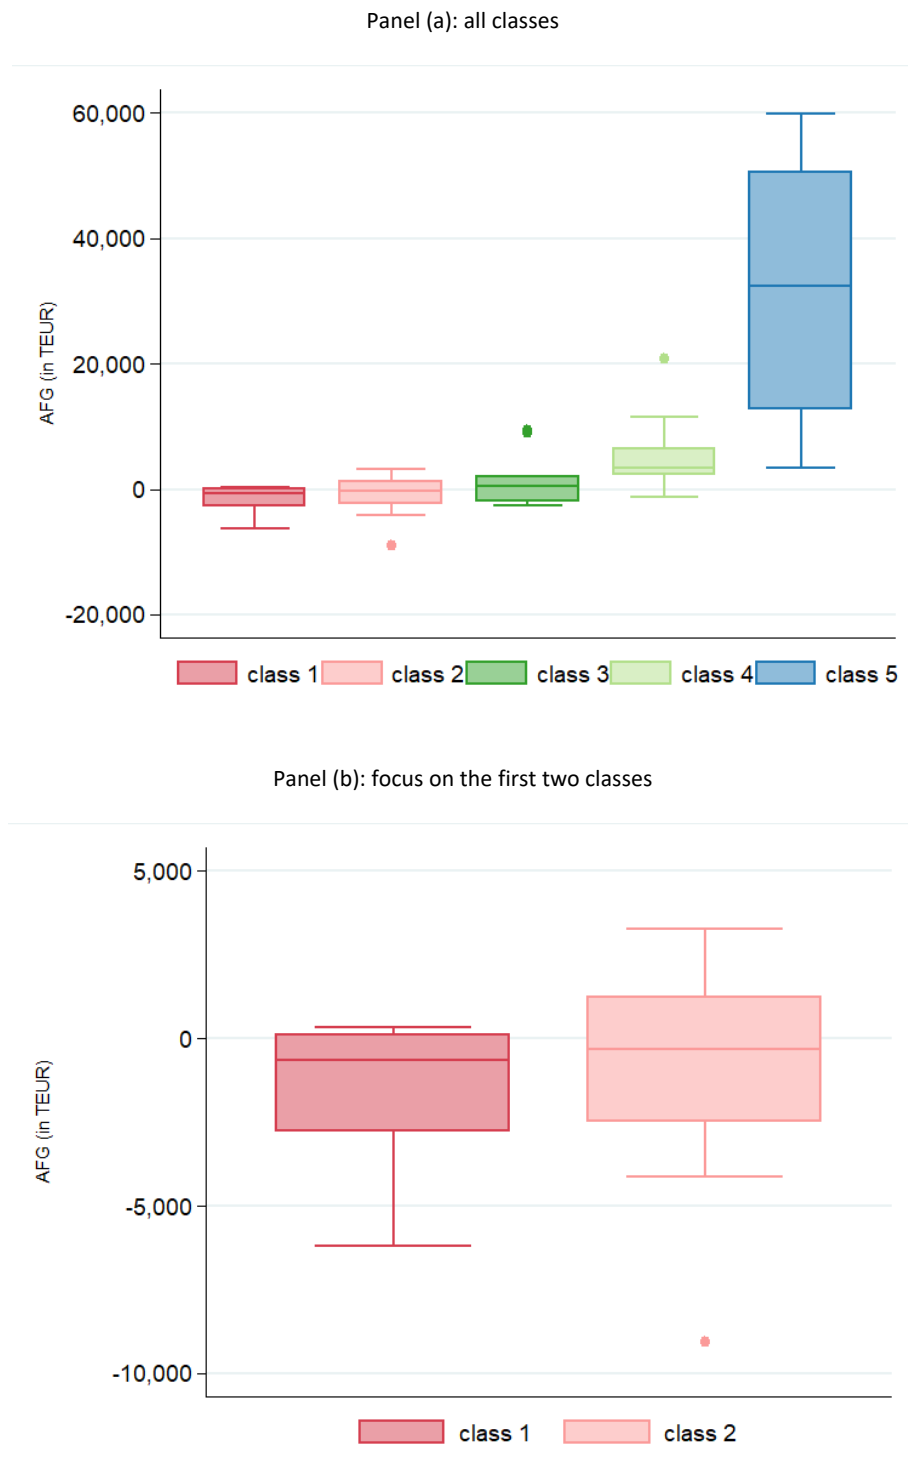 Panel (a): all classes
60,000
40,000
20,000
0
-20,000
AFG (in TEUR)
class 1 class 2 class 3 class 4 class 5
Panel (b): focus on the first two classes
5,000
0
-5,000
-10,000
AFG (in TEUR)
class 1 class 2